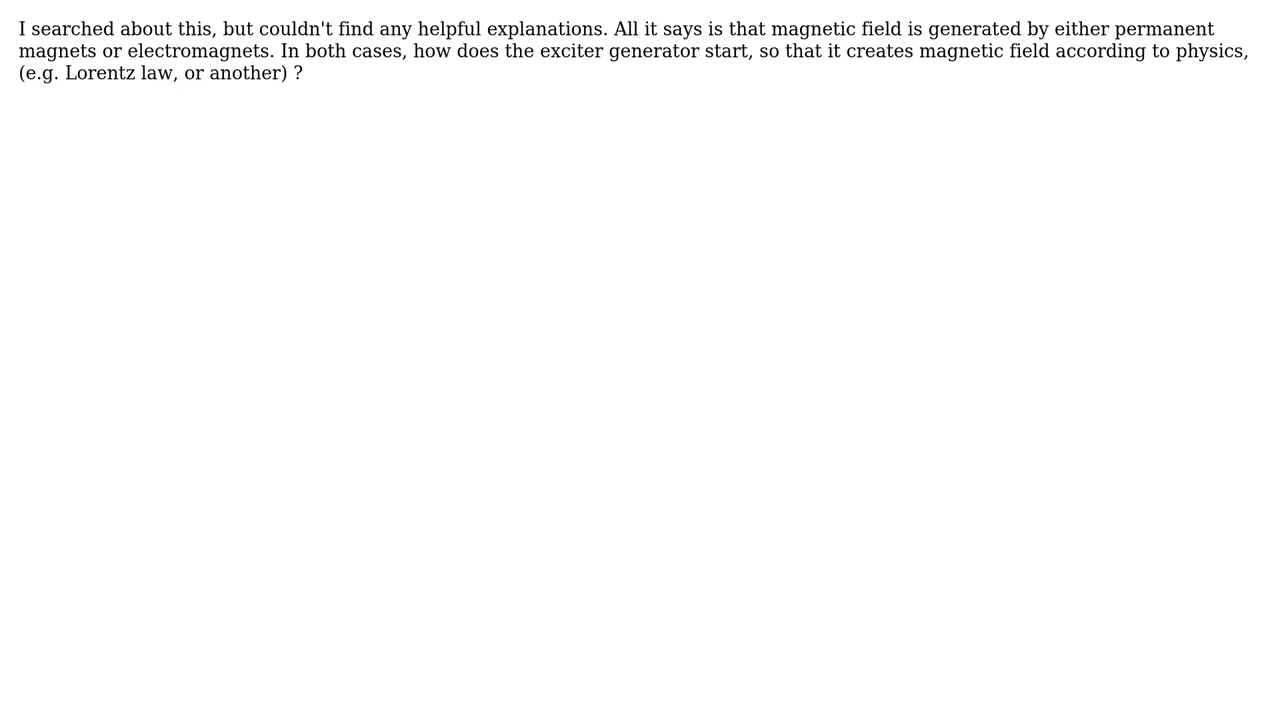 I searched about this, but couldn't find any helpful explanations. All it says is that magnetic field is generated by either permanent
magnets or electromagnets. In both cases, how does the exciter generator start, so that it creates magnetic field according to physics,
(e.g. Lorentz law, or another) ?